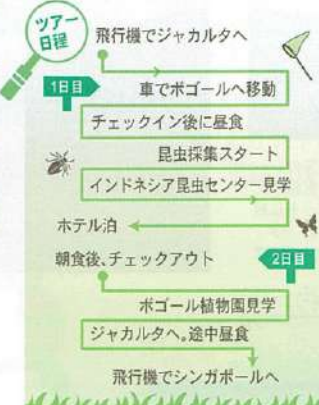 ツアー
日程
飛行機でジャカルタへ
1日目
車でボゴールへ移動
チェックイン後に昼食
昆虫採集スタート
インドネシア昆虫センター見学
ホテル泊
朝食後、チェックアウト
2日目
ボゴール植物園見学
ジャカルタへ。途中昼食
飛行機でシンガポールへ